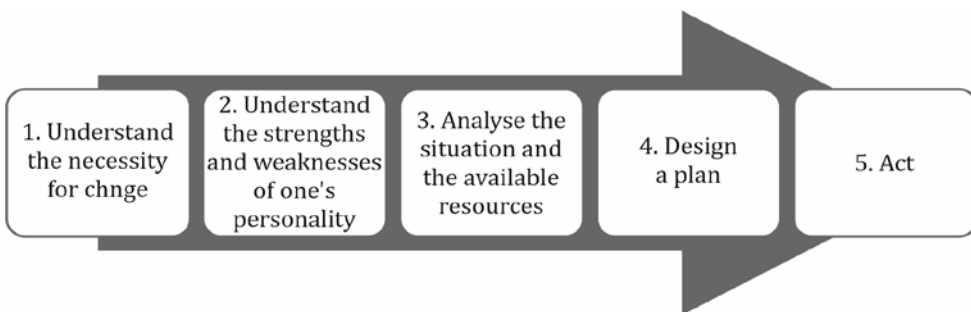 1. Understand
the necessity
for chnge
2. Understand
the strengths
and weaknesses
of one's
personality
3. Analyse the
situation and
the available
resources
4. Design
a plan
5. Act